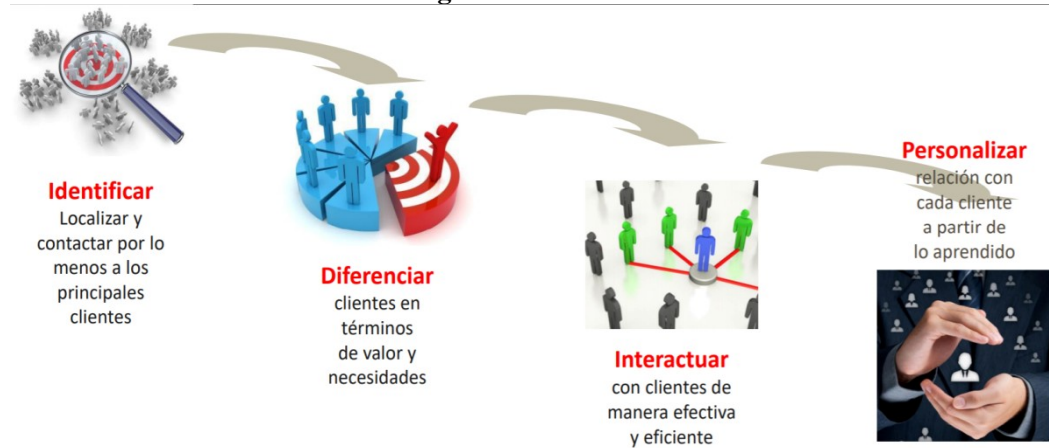 Identificar
Localizar y
contactar por lo
menos a los
principales
clientes
Diferenciar
clientes en
términos
de valor y
necesidades
Interactuar
con clientes de
manera efectiva
y eficiente
Personalizar
relación con
cada cliente
a partir de
lo aprendido